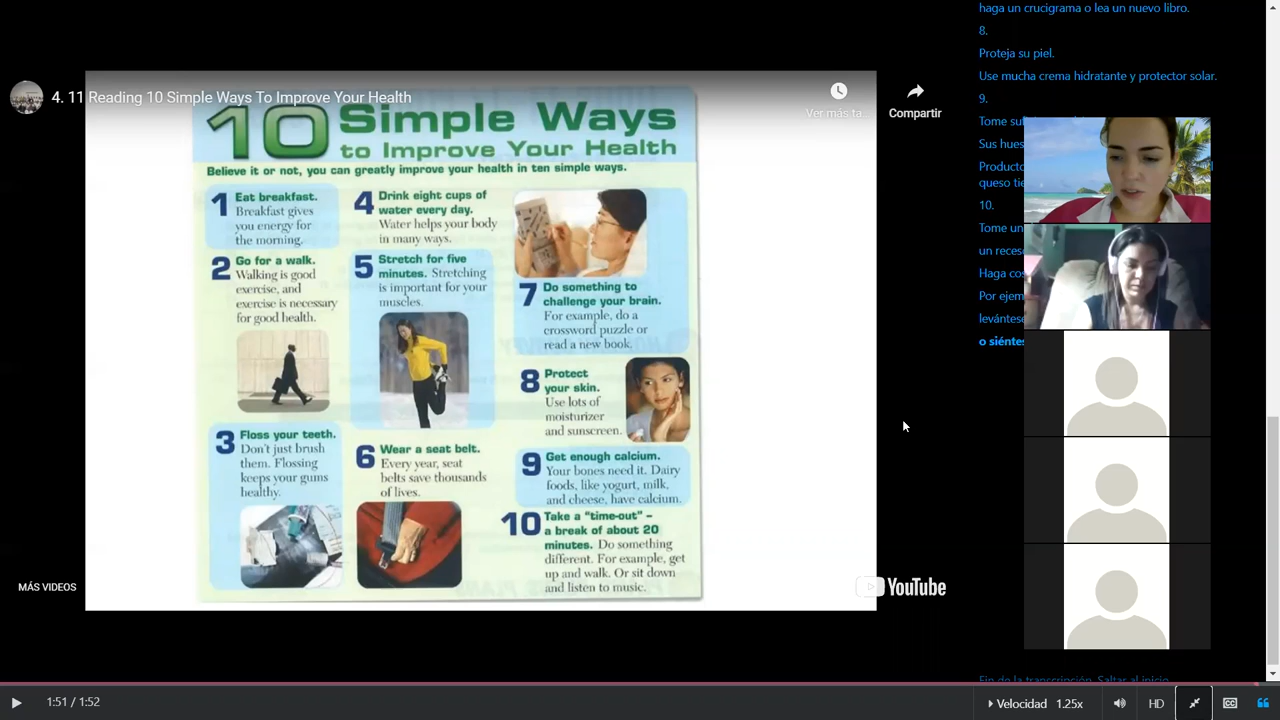 4. 11 Reading 10 Simple Ways To Improve Your Health
Ver más ta...
Compartir
10 Simple Ways
to Improve Your Health
Believe it or not, you can greatly improve your health in ten simple ways.
1 Eat breakfast.
Breakfast gives
you energy for
the morning.
2 Go for a walk.
Walking is good
exercise, and
exercise is necessary
for good health.
3 Floss your teeth.
Don't just brush
them. Flossing
keeps your gums
healthy.
4 Drink eight cups of
water every day.
Water helps your body
in many ways.
5 Stretch for five
minutes. Stretching
is important for your
muscles.
6 Wear a seat belt.
Every year, seat
belts save thousands
of lives.
7 Do something to
challenge your brain.
For example, do a
crossword puzzle or
read a new book.
8 Protect
your skin.
Use lots of
moisturizer
and sunscreen.
9 Get enough calcium.
Your bones need it. Dairy
foods, like yogurt, milk,
and cheese, have calcium.
10 Take a “time-out” –
a break of about 20
minutes. Do something
different. For example, get
up and walk. Or sit down
and listen to music.
MÁS VIDEOS
YouTube
haga un crucigrama o lea un nuevo libro.
8.
Proteja su piel.
Use mucha crema hidratante y protector solar.
9.
Tome
Sus
queso
10.
Tome
Haga
Por
o
Fin de la transcripción. Saltar al inicio.
1:51 / 1:52
Velocidad 1.25x
HD
CC